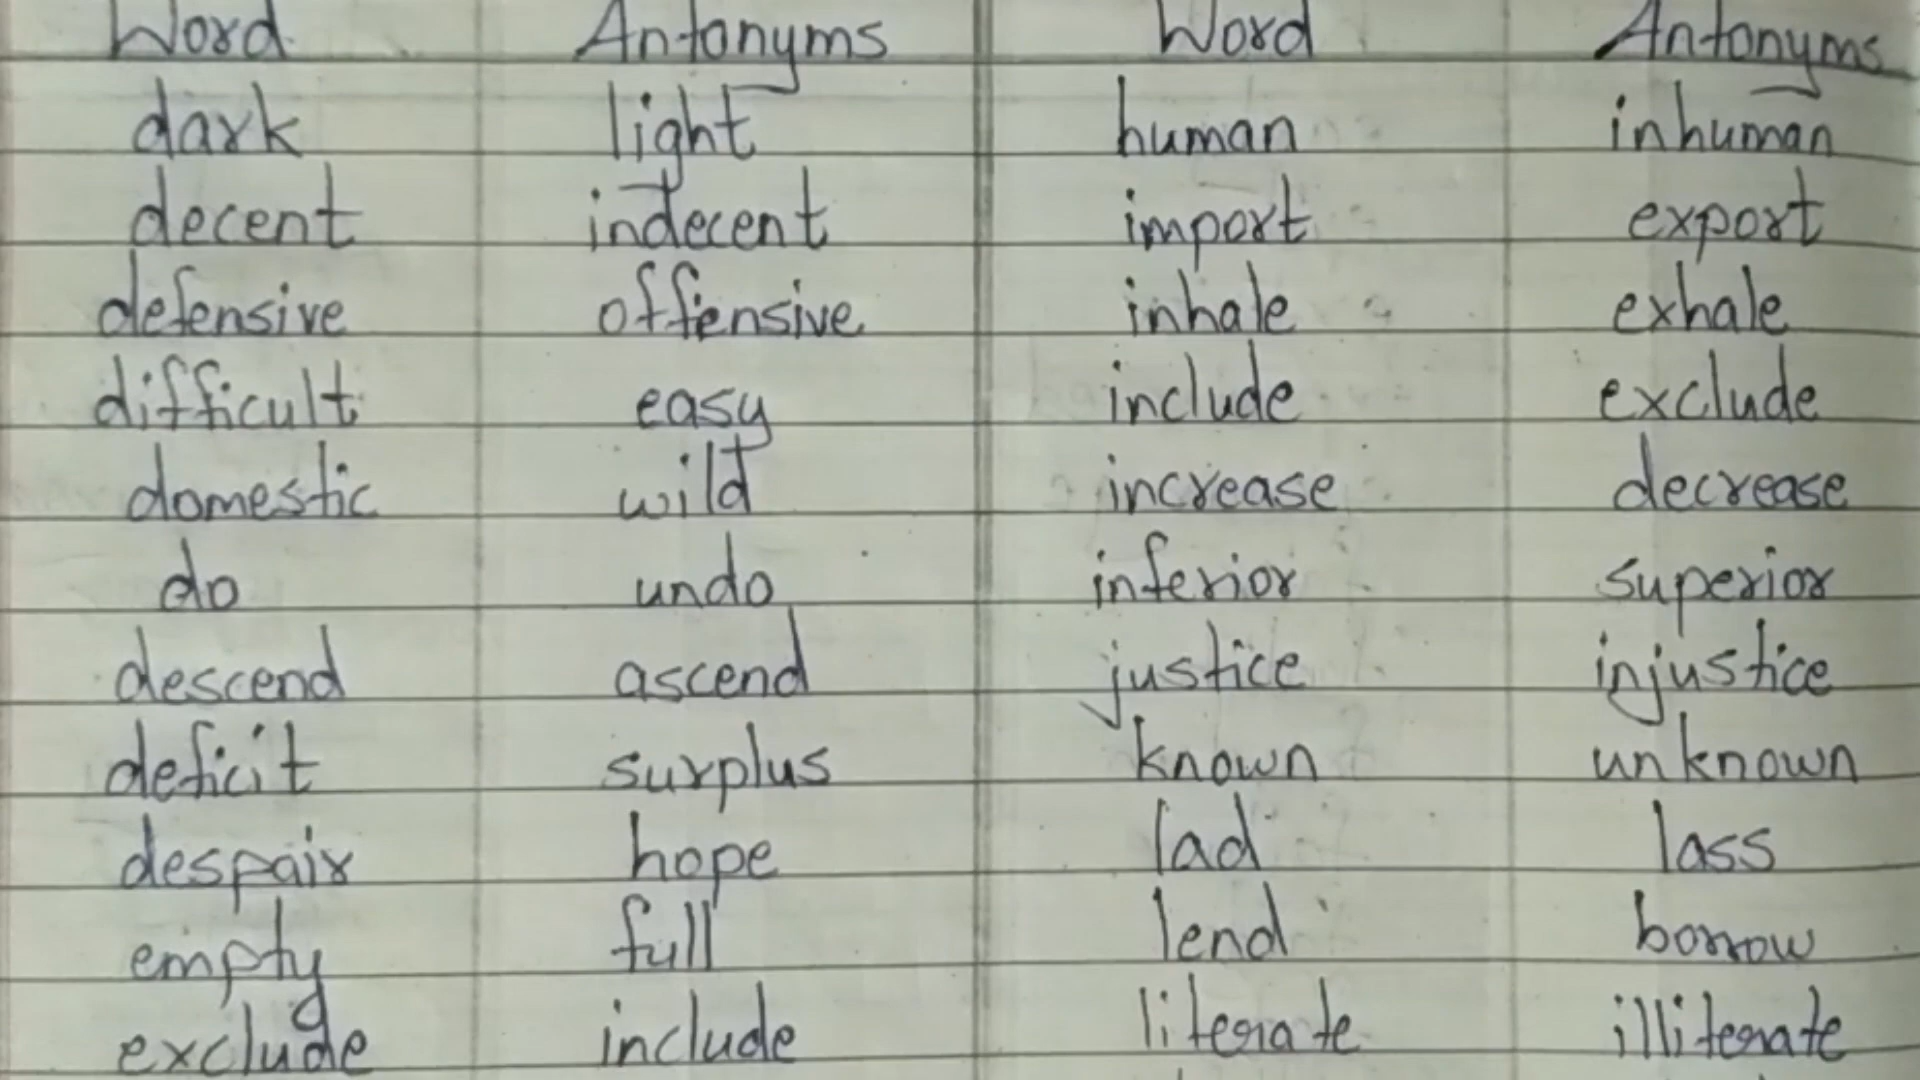 Word Antonyms Word Antonyms
dark light human inhuman
decent indecent import export
defensive offensive inhale exhale
difficult easy include exclude
domestic wild increase decrease
do undo inferior superior
descend ascend justice injustice
deficit surplus known unknown
despair hope lad lass
empty full lend borrow
exclude include literate illiterate